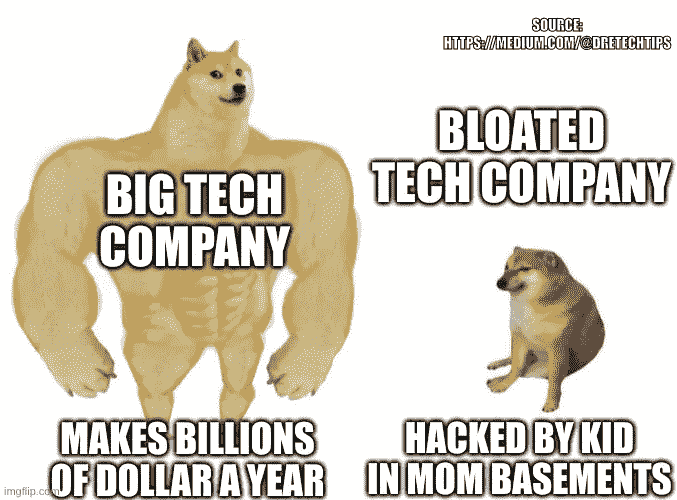 SOURCE:
HTTPS://MEDIUM.COM/@DRETECHTIPS
BIG TECH
COMPANY
BLOATED
TECH COMPANY
MAKES BILLIONS
OF DOLLAR A YEAR
HACKED BY KID
IN MOM BASEMENTS
imgflip.com